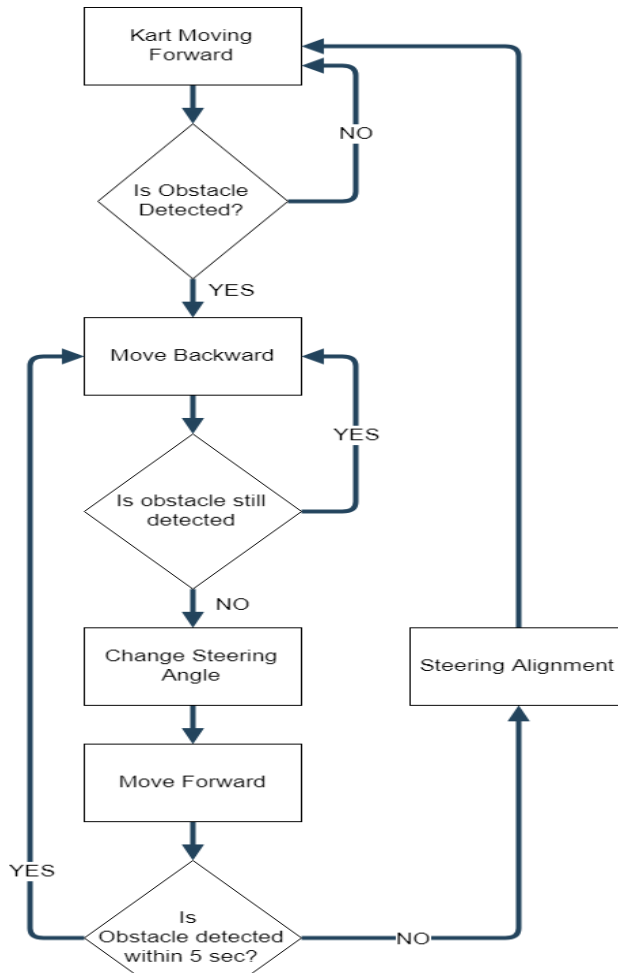 Kart Moving
Forward
NO
Is Obstacle
Detected?
YES
Move Backward
YES
Is obstacle still
detected
NO
Change Steering
Angle
Steering Alignment
Move Forward
YES
Is
Obstacle detected
within 5 sec?
NO